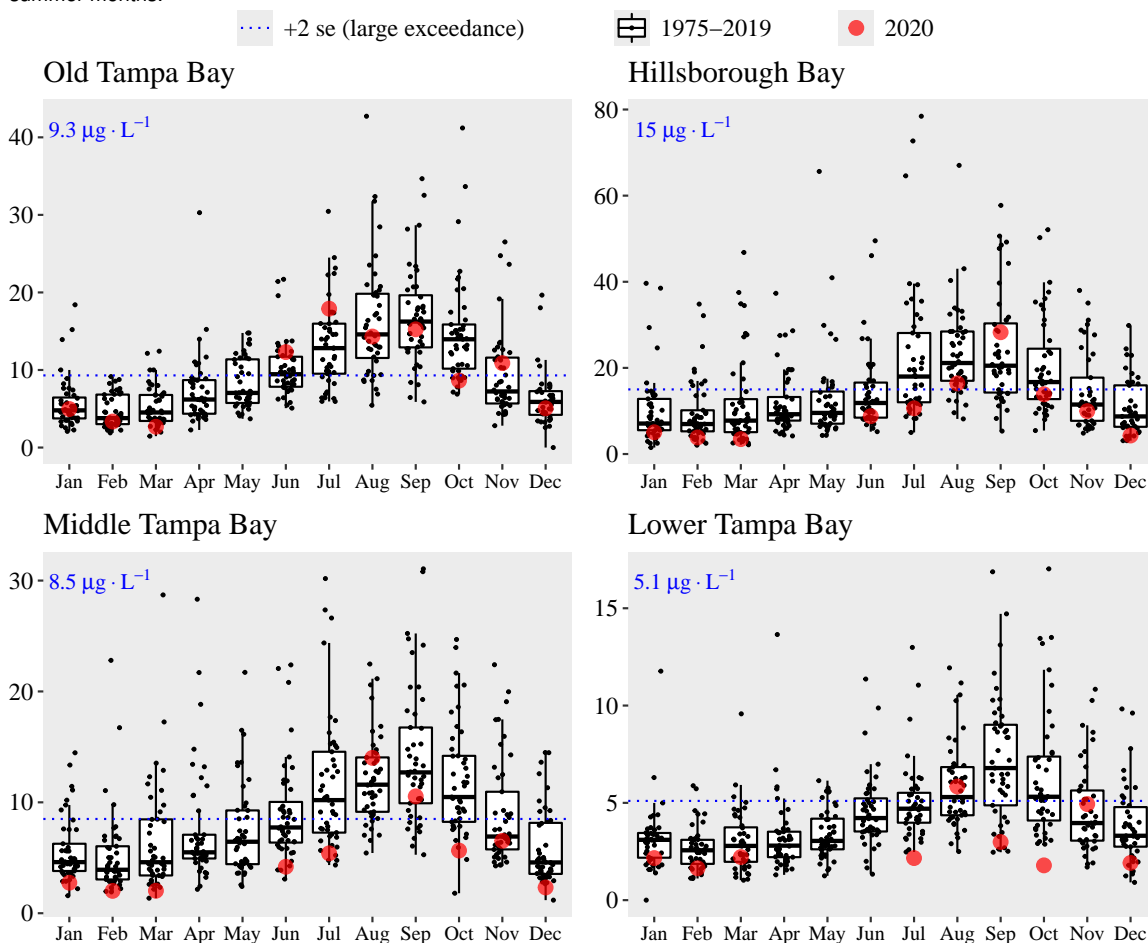 summer months.
+2 se (large exceedance) 1975−2019 2020
Old Tampa Bay
9.3 μg · L−1
40
30
20
10
0
Jan Feb Mar Apr May Jun Jul Aug Sep Oct Nov Dec
Hillsborough Bay
15 μg · L−1
80
60
40
20
0
Jan Feb Mar Apr May Jun Jul Aug Sep Oct Nov Dec
Middle Tampa Bay
8.5 μg · L−1
30
20
10
0
Jan Feb Mar Apr May Jun Jul Aug Sep Oct Nov Dec
Lower Tampa Bay
5.1 μg · L−1
15
10
5
0
Jan Feb Mar Apr May Jun Jul Aug Sep Oct Nov Dec